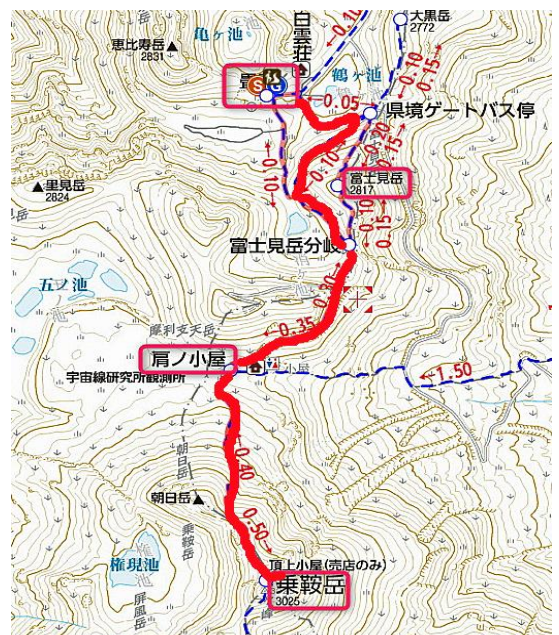 白雲荘
大黒岳
2772
恵比寿岳
2831
亀ヶ池
鶴ヶ池
0.10
0.10
0.15
S
G
0.05
県境ゲートバス停
0.20
0.15
里見岳
2824
0.10
0.10
富士見岳
2817
0.10
0.15
富士見岳分岐
五ノ池
0.30
摩利支天岳
0.35
肩ノ小屋
小屋
宇宙線研究所観測所
1.50
朝日岳
0.40
朝日岳
乗鞍岳
0.50
頂上小屋(売店のみ)
権現池
乗鞍岳
3025
屏風岳